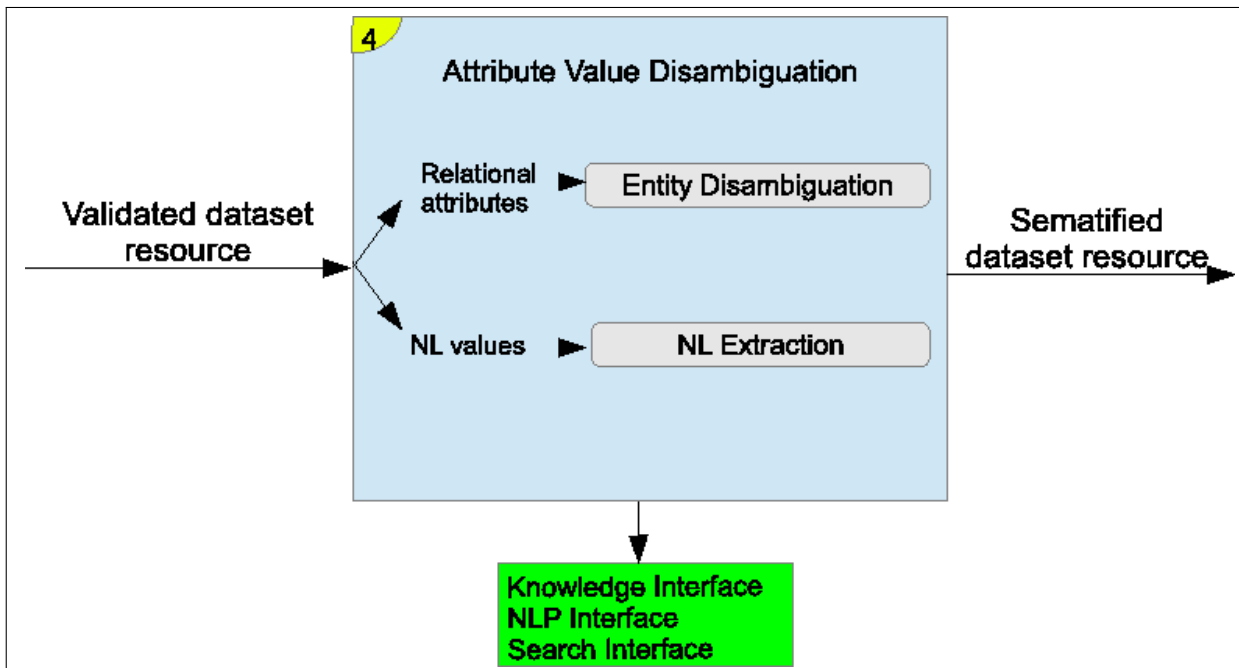 4
Attribute Value Disambiguation
Relational
attributes
Entity Disambiguation
Validated dataset
resource
Sematified
dataset resource
NL values
NL Extraction
Knowledge Interface
NLP Interface
Search Interface